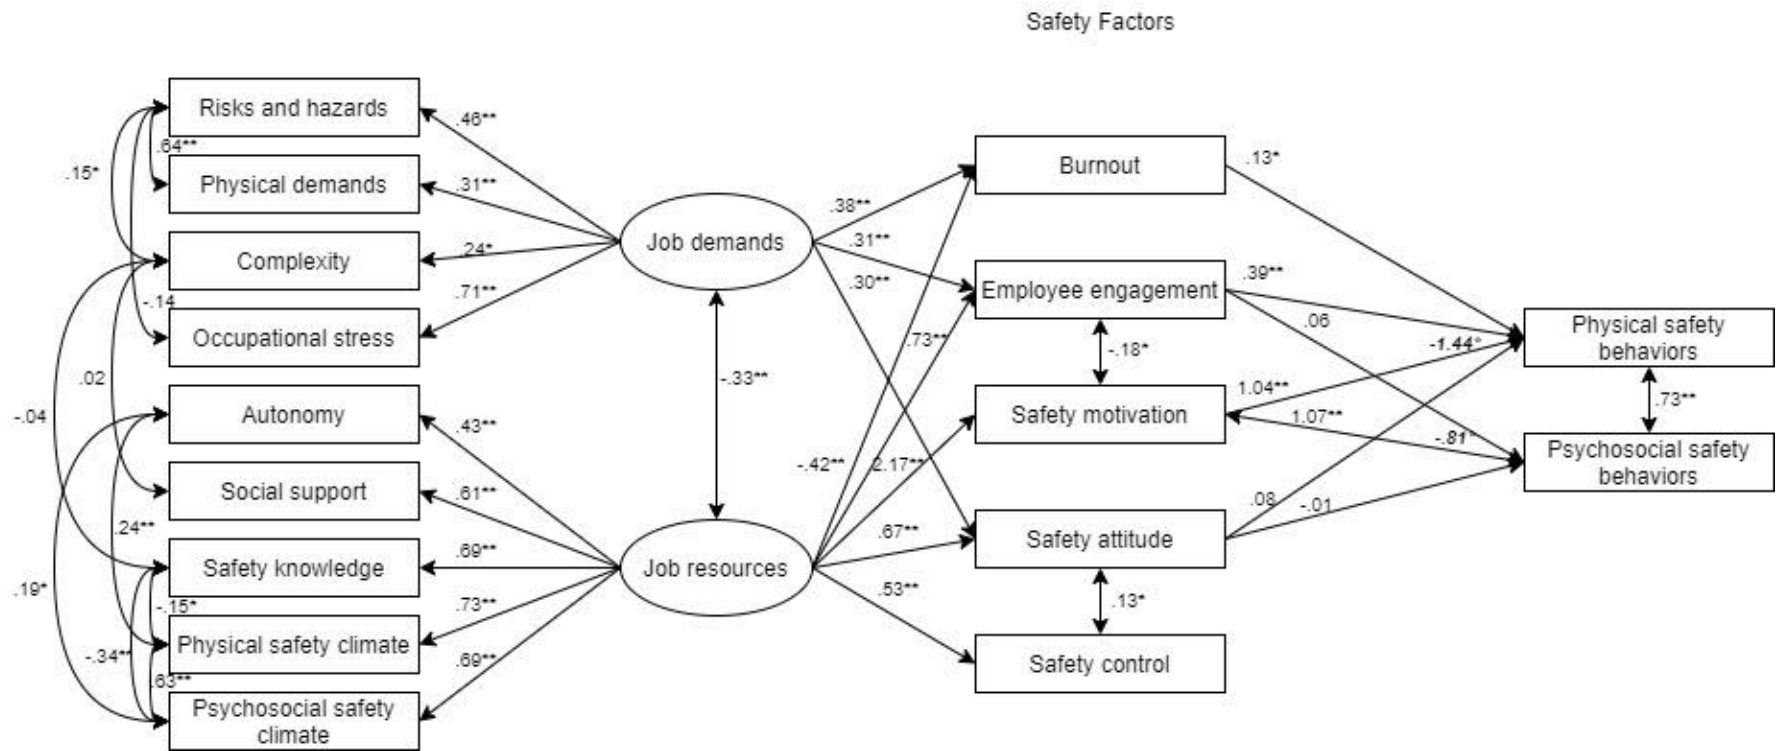 Safety Factors
Risks and hazards
Physical demands
Complexity
Occupational stress
Autonomy
Social support
Safety knowledge
Physical safety climate
Psychosocial safety
climate
.64**
.15*
-.14
.02
-.04
.24**
.19*
-.15*
-.34**
.63**
.46**
.31**
.24*
.71**
.43**
.61**
.69**
.73**
.69**
Job demands
-.33**
Job resources
.38**
.31**
.30**
.73**
-.42**
2.17**
.67**
.53**
Burnout
Employee engagement
-.18*
Safety motivation
Safety attitude
.13*
Safety control
.13*
.39**
.06
-1.44*
1.04**
1.07**
-.81*
.08
-.01
Physical safety
behaviors
.73**
Psychosocial safety
behaviors